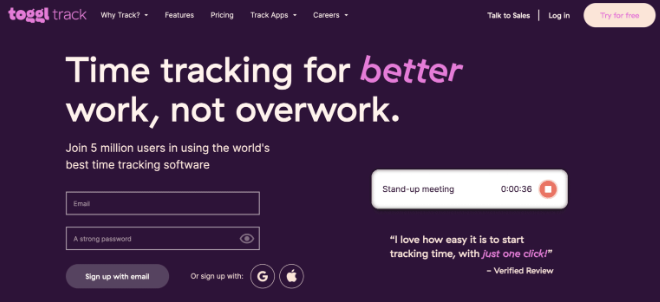 toggl track
Why Track?
Features
Pricing
Track Apps
Careers
Talk to Sales
Log in
Try for free
Time tracking for better
work, not overwork.
Join 5 million users in using the world's
best time tracking software
Email
A strong password
Sign up with email
Or sign up with:
Stand-up meeting
0:00:36
“I love how easy it is to start
tracking time, with just one click!”
– Verified Review